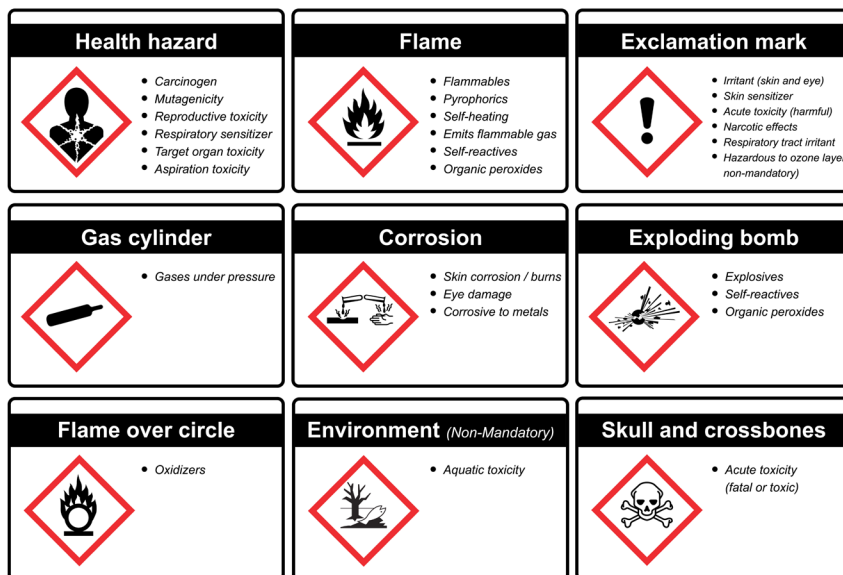 Health hazard
Carcinogen
Mutagenicity
Reproductive toxicity
Respiratory sensitizer
Target organ toxicity
Aspiration toxicity
Flame
Flammables
Pyrophorics
Self-heating
Emits flammable gas
Self-reactives
Organic peroxides
Exclamation mark
Irritant (skin and eye)
Skin sensitizer
Acute toxicity (harmful)
Narcotic effects
Respiratory tract irritant
Hazardous to ozone laye
non-mandatory)
Gas cylinder
Gases under pressure
Corrosion
Skin corrosion / burns
Eye damage
Corrosive to metals
Exploding bomb
Explosives
Self-reactives
Organic peroxides
Flame over circle
Oxidizers
Environment (Non-Mandatory)
Aquatic toxicity
Skull and crossbones
Acute toxicity
(fatal or toxic)